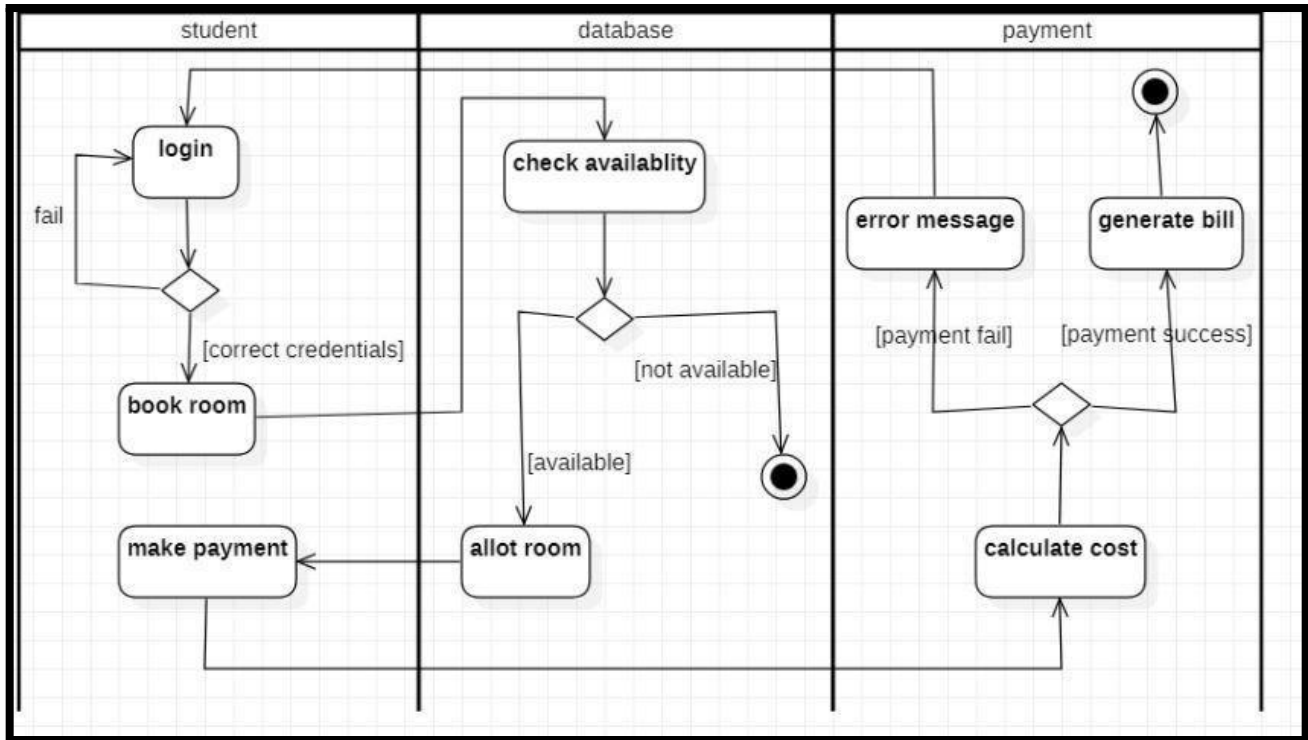 student
database
payment
login
check availablity
fail
error message
generate bill
[correct credentials]
[payment fail]
[payment success]
[not available]
book room
[available]
make payment
allot room
calculate cost